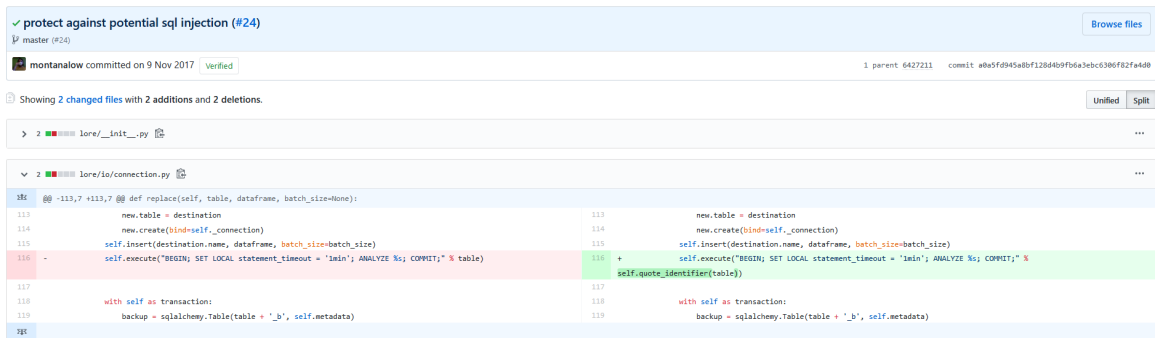 protect against potential sql injection (#24)
Browse files
master (#24)
montanalow committed on 9 Nov 2017 Verified
1 parent 6427211 commit a0a5fd945a8bf128d4b9fb6a3ebc6306f82fa4d0
Showing 2 changed files with 2 additions and 2 deletions.
Unified Split
2 lore/__init__.py
2 lore/io/connection.py
@@ -113,7 +113,7 @@ def replace(self, table, dataframe, batch_size=None):
113 new.table = destination
114 new.create(bind=self._connection)
115 self.insert(destination.name, dataframe, batch_size=batch_size)
116 - self.execute("BEGIN; SET LOCAL statement_timeout = '1min'; ANALYZE %s; COMMIT;" % table)
117
118 with self as transaction:
119 backup = sqlalchemy.Table(table + '_b', self.metadata)
113 new.table = destination
114 new.create(bind=self._connection)
115 self.insert(destination.name, dataframe, batch_size=batch_size)
116 + self.execute("BEGIN; SET LOCAL statement_timeout = '1min'; ANALYZE %s; COMMIT;" %
self.quote_identifier(table))
117
118 with self as transaction:
119 backup = sqlalchemy.Table(table + '_b', self.metadata)